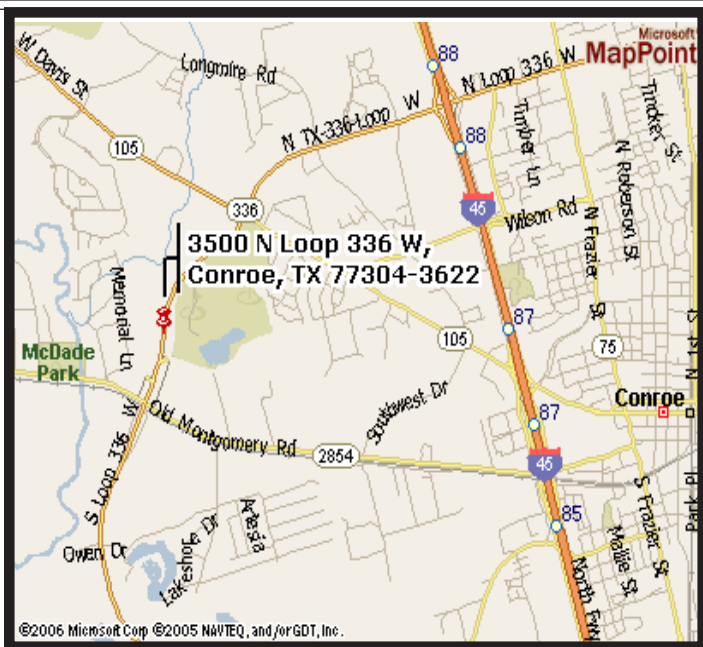 Microsoft
MapPoint
W Davis St
Longmire Rd
88
N Loop 336 W
N TX-336-Loop W
88
Timber Ln
N Roberson St
105
336
45
Wilson Rd
N Frazier St
3500 N Loop 336 W,
Conroe, TX 77304-3622
Memorial Ln
McDade
Park
105
87
75
N 1st St
Conroe
Southwest Dr
Old Montgomery Rd
87
2854
45
S Loop 336 W
Artesia
Lakeshore Dr
Owen Dr
85
S Frazier St
Mallie St
Park Pl
North
©2006 Microsoft Corp ©2005 NAVTEQ, and/or GDT, Inc.